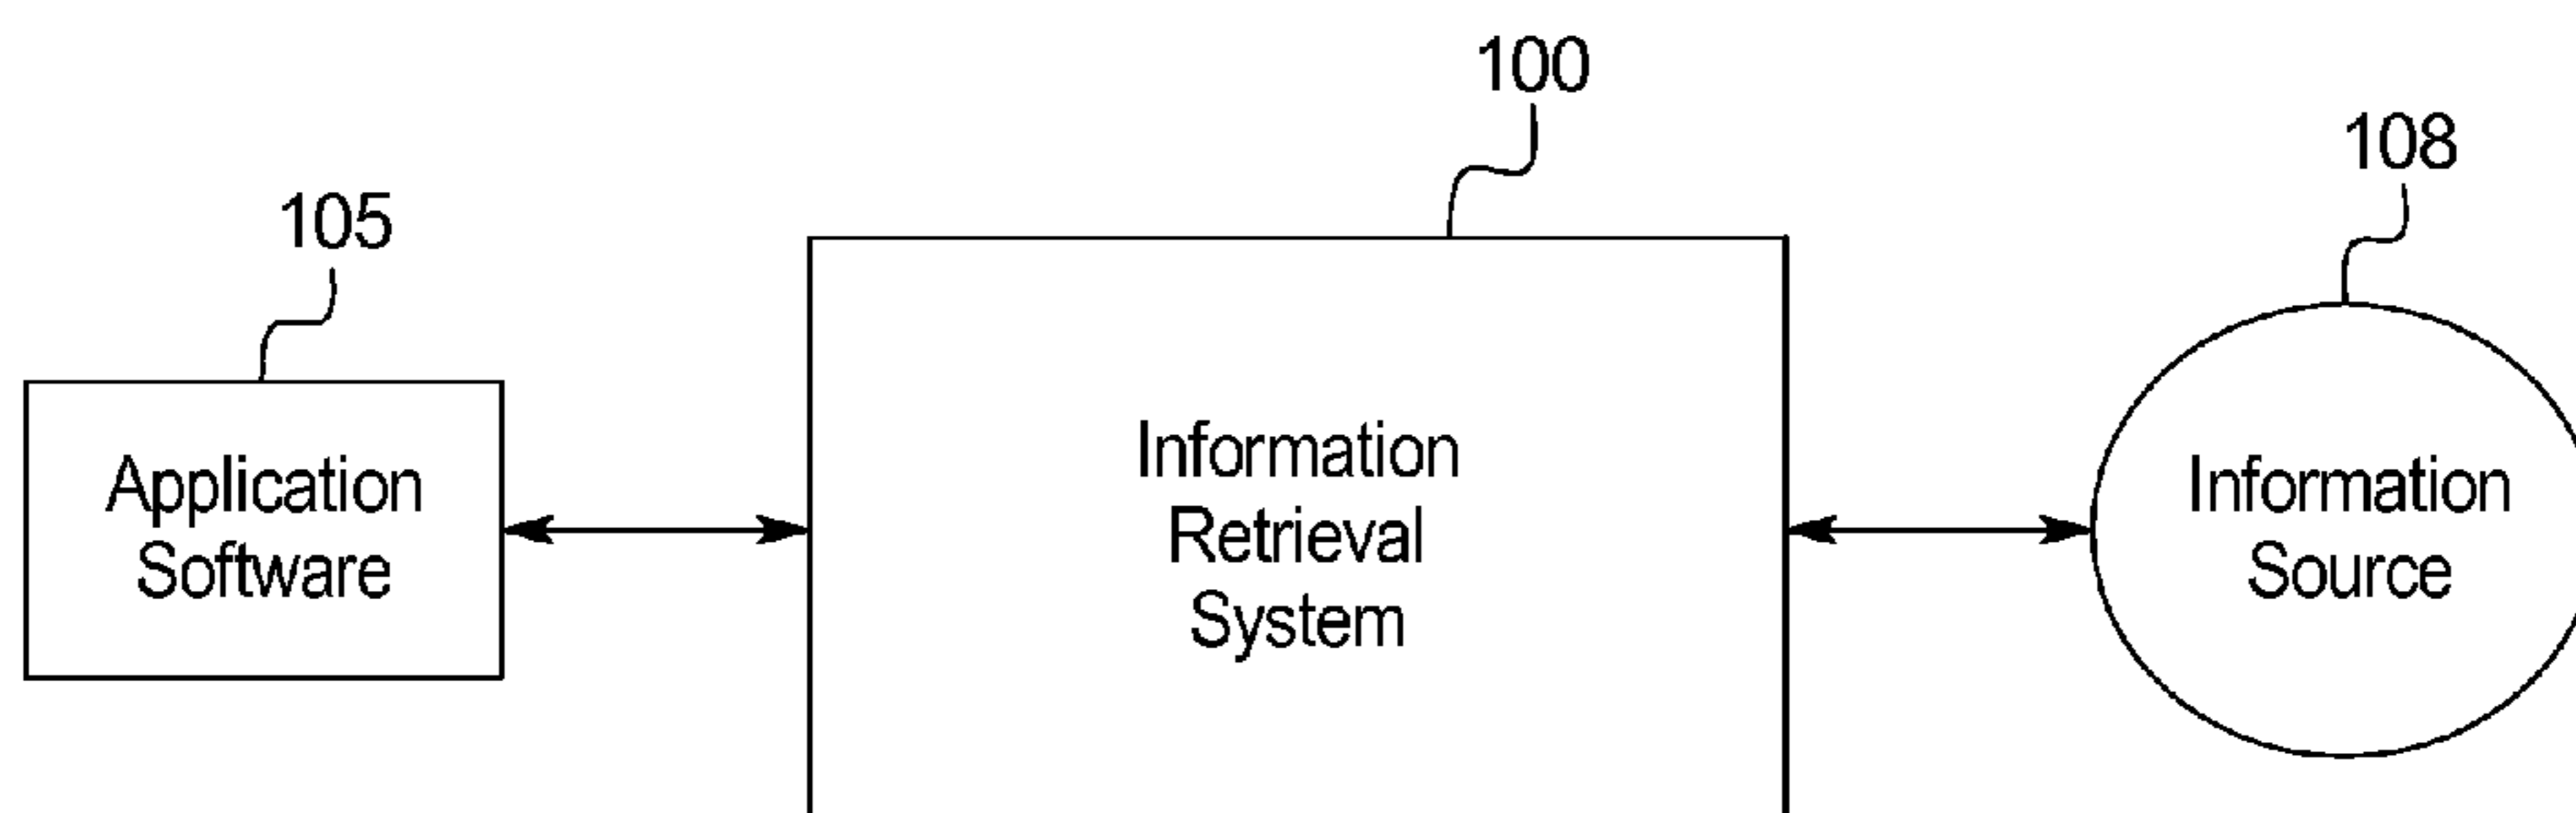 100
108
105
Application
Software
Information
Retrieval
System
Information
Source